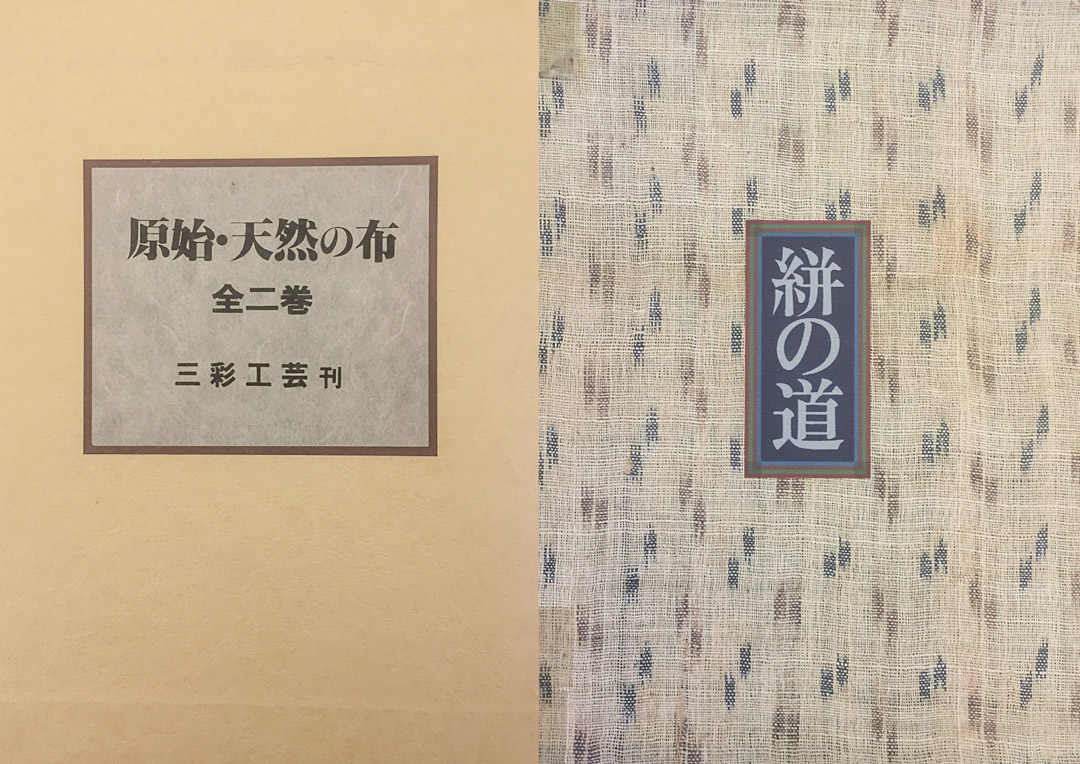 原始・天然の布
全二巻
三彩工芸刊
絣の道